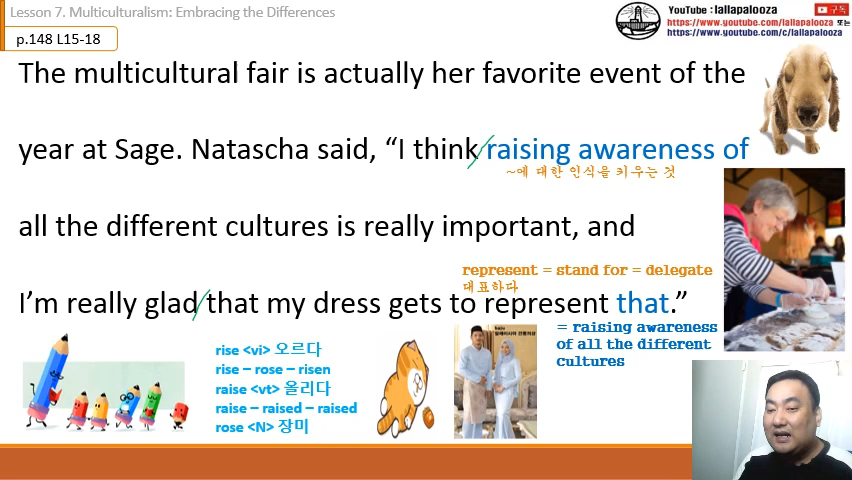 Lesson 7. Multiculturalism: Embracing the Differences
p.148 L15-18
YouTube : lallapalooza 구독
https://www.youtube.com/lallapalooza 또는
https://www.youtube.com/c/lallapalooza
The multicultural fair is actually her favorite event of the
year at Sage. Natascha said, “I think raising awareness of
~에 대한 인식을 키우는 것
all the different cultures is really important, and
represent = stand for = delegate
대표하다
I’m really glad that my dress gets to represent that.”
= raising awareness
of all the different
cultures
rise <vi> 오르다
rise – rose – risen
raise <vt> 올리다
raise – raised – raised
rose <N> 장미